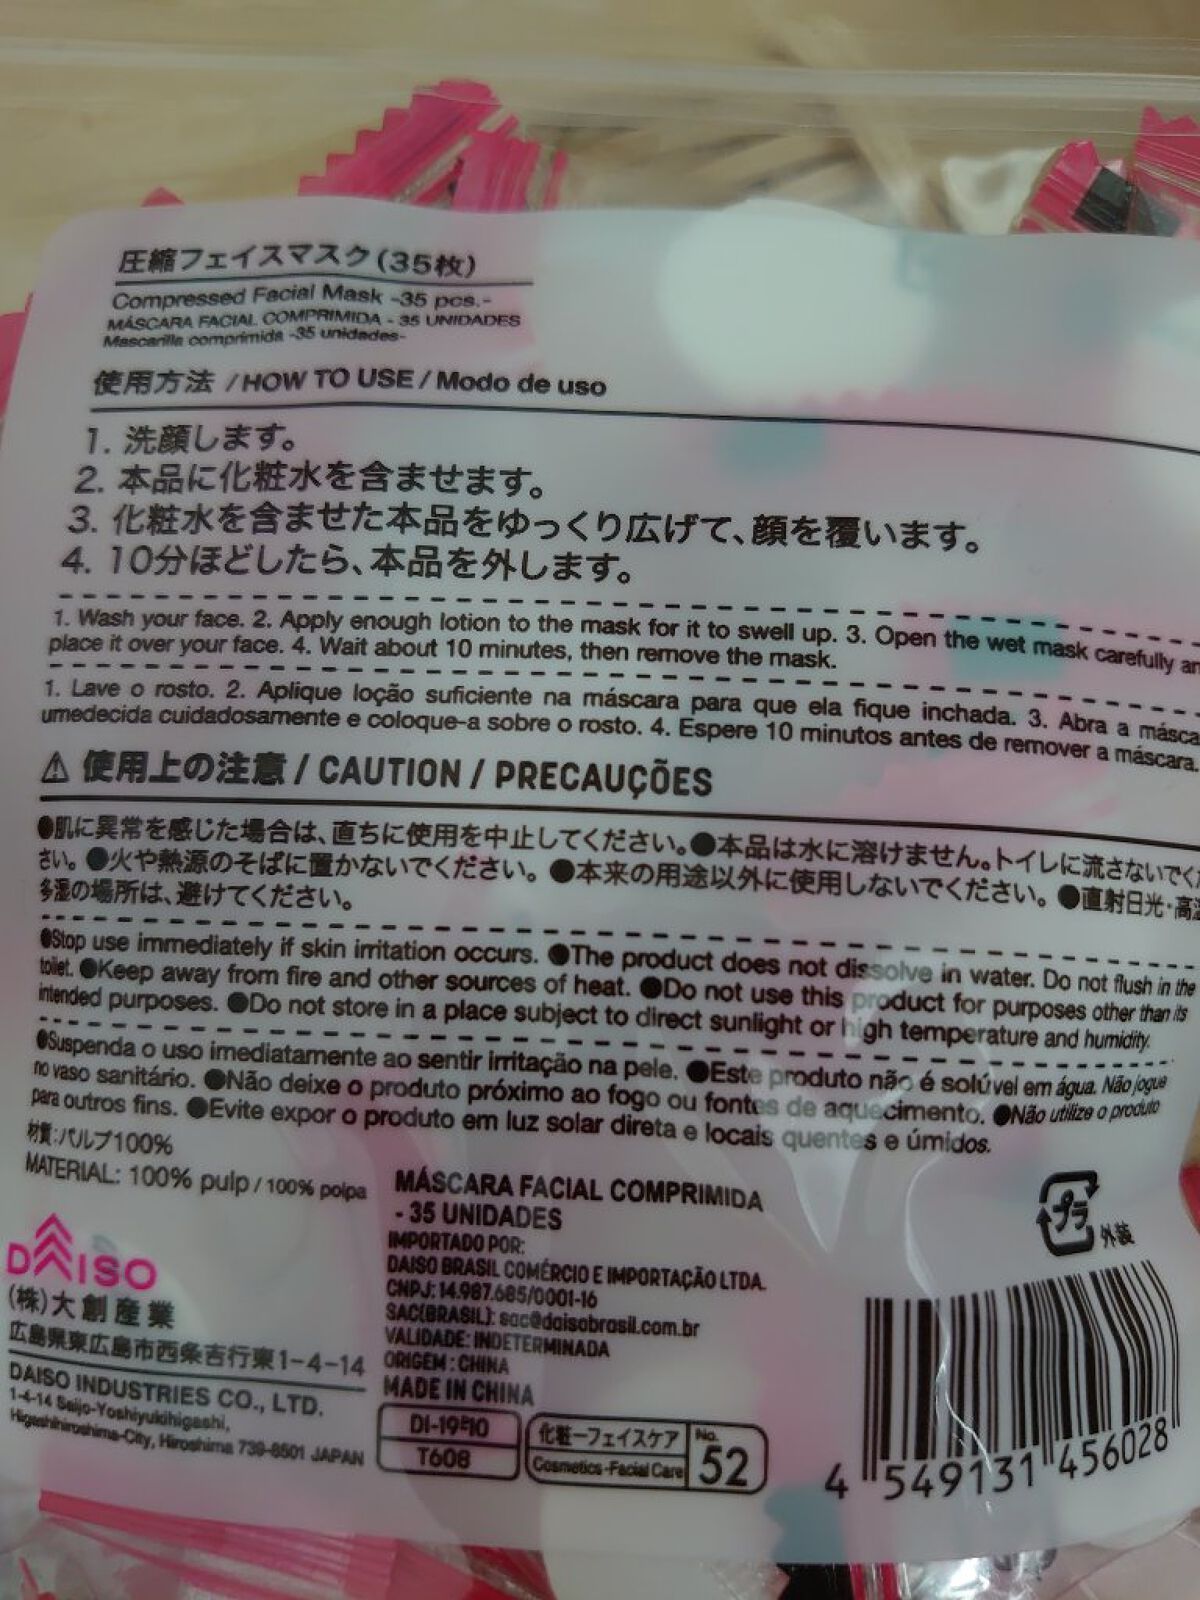 圧縮フェイスマスク(35枚)
Compressed Facial Mask -35 pcs.-
MÁSCARA FACIAL COMPRIMIDA - 35 UNIDADES
Mascarilla comprimida -35 unidades-
使用方法 / HOW TO USE / Modo de uso
1. 洗顔します。
2. 本品に化粧水を含ませます。
3. 化粧水を含ませた本品をゆっくり広げて、顔を覆います。
4. 10分ほどしたら、本品を外します。
1. Wash your face. 2. Apply enough lotion to the mask for it to swell up. 3. Open the wet mask carefully an
place it over your face. 4. Wait about 10 minutes, then remove the mask.
1. Lave o rosto. 2. Aplique loção suficiente na máscara para que ela fique inchada. 3. Abra a másca
umedecida cuidadosamente e coloque-a sobre o rosto. 4. Espere 10 minutos antes de remover a máscara.
⚠ 使用上の注意 / CAUTION / PRECAUÇÕES
●肌に異常を感じた場合は、直ちに使用を中止してください。●本品は水に溶けません。トイレに流さないでくだ
さい。●火や熱源のそばに置かないでください。●本来の用途以外に使用しないでください。●直射日光・高温
多湿の場所は、避けてください。
●Stop use immediately if skin irritation occurs. ●The product does not dissolve in water. Do not flush in the
toilet. ●Keep away from fire and other sources of heat. ●Do not use this product for purposes other than its
intended purposes. ●Do not store in a place subject to direct sunlight or high temperature and humidity.
●Suspenda o uso imediatamente ao sentir irritação na pele. ●Este produto não é solúvel em água. Não jogue
no vaso sanitário. ●Não deixe o produto próximo ao fogo ou fontes de aquecimento. ●Não utilize o produto
para outros fins. ●Evite expor o produto em luz solar direta e locais quentes e úmidos.
材質:パルプ100%
MATERIAL: 100% pulp / 100% polpa
DAISO
(株)大創産業
広島県東広島市西条吉行東1-4-14
DAISO INDUSTRIES CO., LTD.
1-4-14 Saijo-Yoshiyukihigashi,
Higashihiroshima-City, Hiroshima 739-8501 JAPAN
MÁSCARA FACIAL COMPRIMIDA
- 35 UNIDADES
IMPORTADO POR:
DAISO BRASIL COMÉRCIO E IMPORTAÇÃO LTDA.
CNPJ: 14.987.685/0001-16
SAC(BRASIL): sac@daisobrasil.com.br
VALIDADE: INDETERMINADA
ORIGEM : CHINA
MADE IN CHINA
T608
化粧-フェイスケア
Cosmetics-Facial Care
No.
52
プラ
外装
4 549131 456028